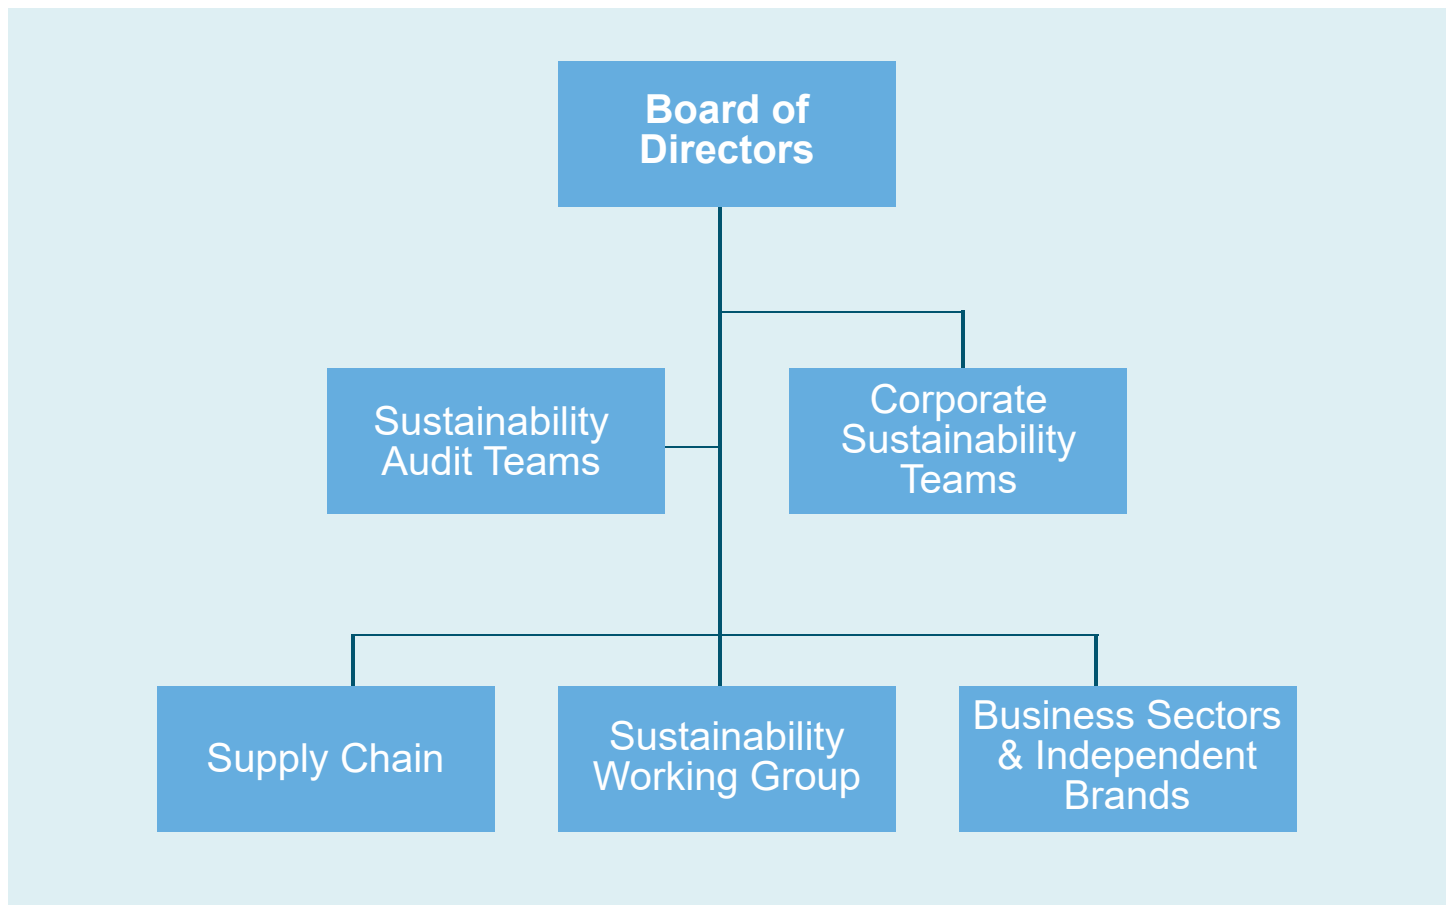 Board of
Directors
Sustainability
Audit Teams
Corporate
Sustainability
Teams
Supply Chain
Sustainability
Working Group
Business Sectors
& Independent
Brands